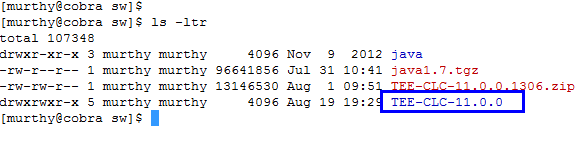 [murthy@cobra sw]$
[murthy@cobra sw]$ ls -ltr
total 107348
drwxr-xr-x 3 murthy murthy     4096 Nov  9  2012 java
-rw-r--r-- 1 murthy murthy 96641856 Jul 31 10:41 java1.7.tgz
-rw-rw-r-- 1 murthy murthy 13146530 Aug  1 09:51 TEE-CLC-11.0.0.1306.zip
drwxrwxr-x 5 murthy murthy     4096 Aug 19 19:29 TEE-CLC-11.0.0
[murthy@cobra sw]$